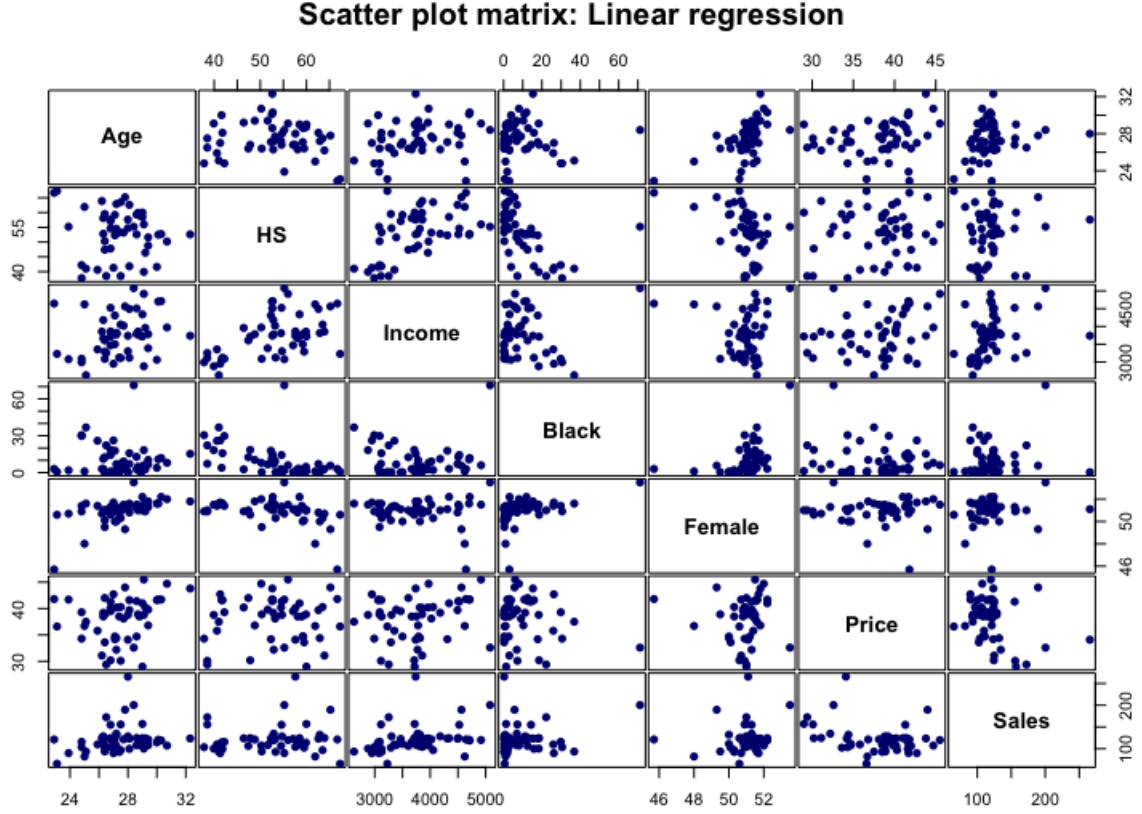 Scatter plot matrix: Linear regression
40 50 60
0 20 40 60
30 35 40 45
Age
24 28 32
HS
40 55
Income
3000 4500
Black
0 30 60
Female
46 50
Price
30 40
Sales
100 200
24 28 32
3000 4000 5000
46 48 50 52
100 200